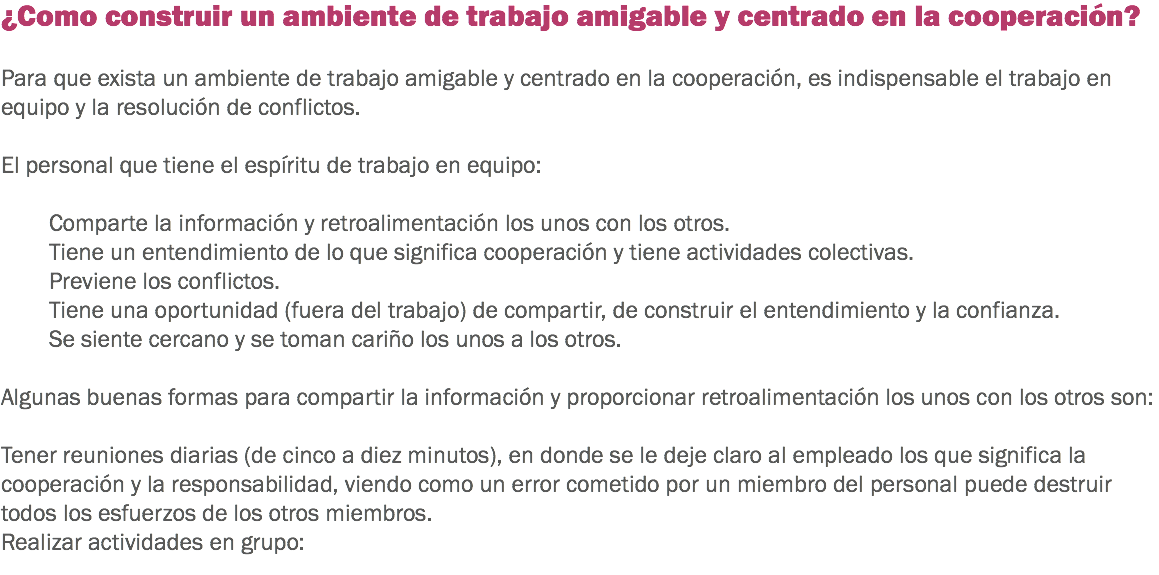 ¿Como construir un ambiente de trabajo amigable y centrado en la cooperación?
Para que exista un ambiente de trabajo amigable y centrado en la cooperación, es indispensable el trabajo en
equipo y la resolución de conflictos.
El personal que tiene el espíritu de trabajo en equipo:
Comparte la información y retroalimentación los unos con los otros.
Tiene un entendimiento de lo que significa cooperación y tiene actividades colectivas.
Previene los conflictos.
Tiene una oportunidad (fuera del trabajo) de compartir, de construir el entendimiento y la confianza.
Se siente cercano y se toman cariño los unos a los otros.
Algunas buenas formas para compartir la información y proporcionar retroalimentación los unos con los otros son:
Tener reuniones diarias (de cinco a diez minutos), en donde se le deje claro al empleado los que significa la
cooperación y la responsabilidad, viendo como un error cometido por un miembro del personal puede destruir
todos los esfuerzos de los otros miembros.
Realizar actividades en grupo: